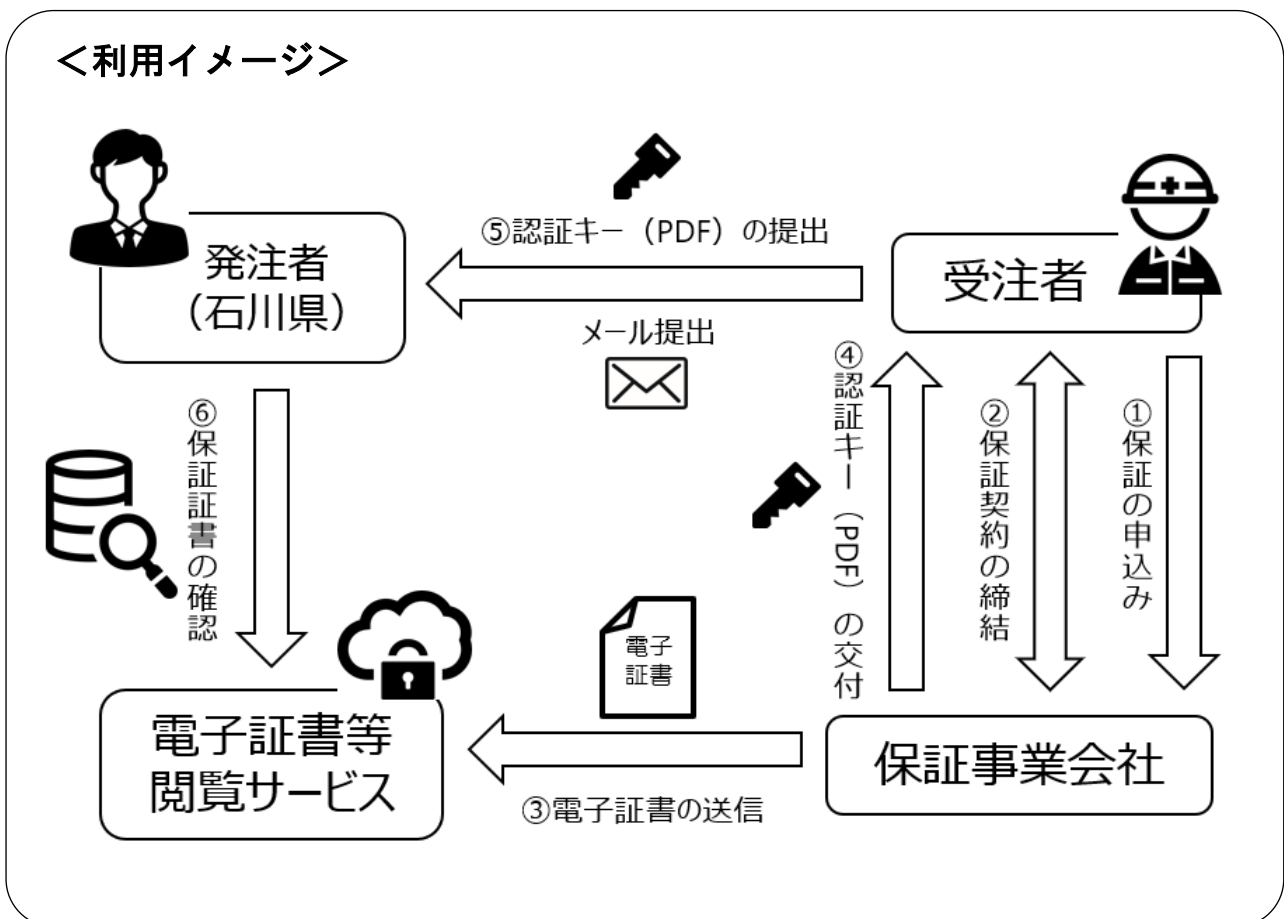 ＜利用イメージ＞
発注者
（石川県）
⑤認証キー（PDF）の提出
メール提出
受注者
①保証の申込み
②保証契約の締結
④認証キー（PDF）の交付
⑥保証証書の確認
電子
証書
③電子証書の送信
電子証書等
閲覧サービス
保証事業会社